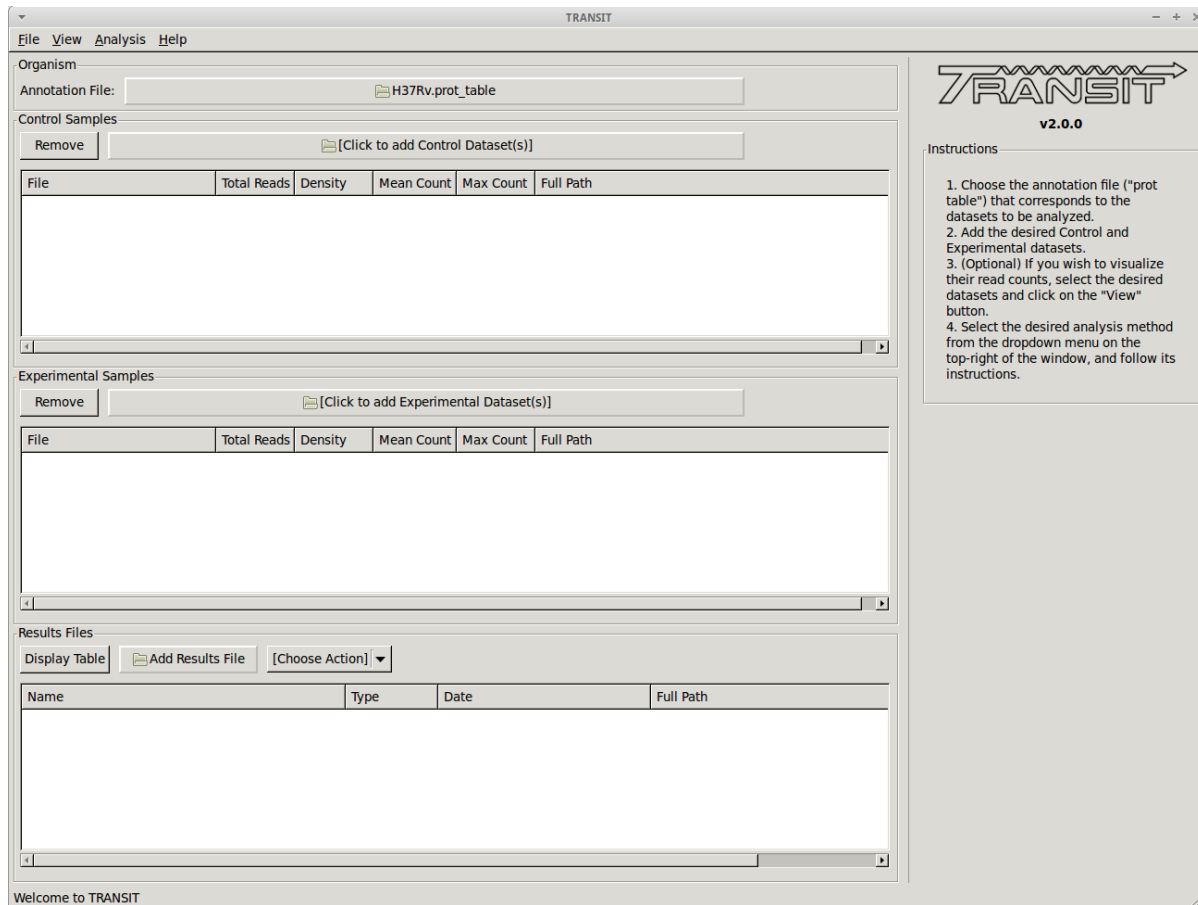 TRANSIT
File View Analysis Help
Organism
Annotation File: H37Rv.prot_table
Control Samples
Remove [Click to add Control Dataset(s)]
File Total Reads Density Mean Count Max Count Full Path
Experimental Samples
Remove [Click to add Experimental Dataset(s)]
File Total Reads Density Mean Count Max Count Full Path
Results Files
Display Table Add Results File [Choose Action]
Name Type Date Full Path
Welcome to TRANSIT
TRANSIT
v2.0.0
Instructions
1. Choose the annotation file ("prot
table") that corresponds to the
datasets to be analyzed.
2. Add the desired Control and
Experimental datasets.
3. (Optional) If you wish to visualize
their read counts, select the desired
datasets and click on the "View"
button.
4. Select the desired analysis method
from the dropdown menu on the
top-right of the window, and follow its
instructions.